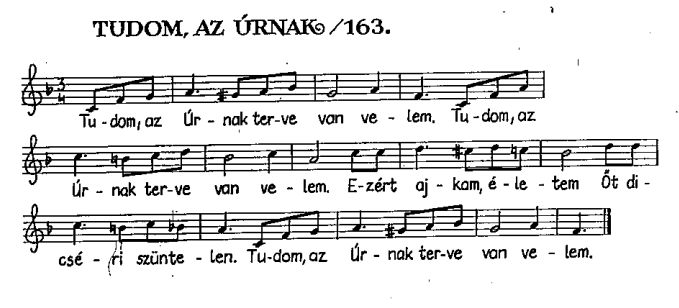 TUDOM, AZ ÚRNAK /163.
3
4
Tu-dom, az Úr-nak ter-ve van ve-lem. Tu-dom, az
Úr-nak ter-ve van ve-lem. E-zért aj-kam, é-le-tem Őt di-
csé-ri szünte-len. Tu-dom, az Úr-nak ter-ve van ve-lem.